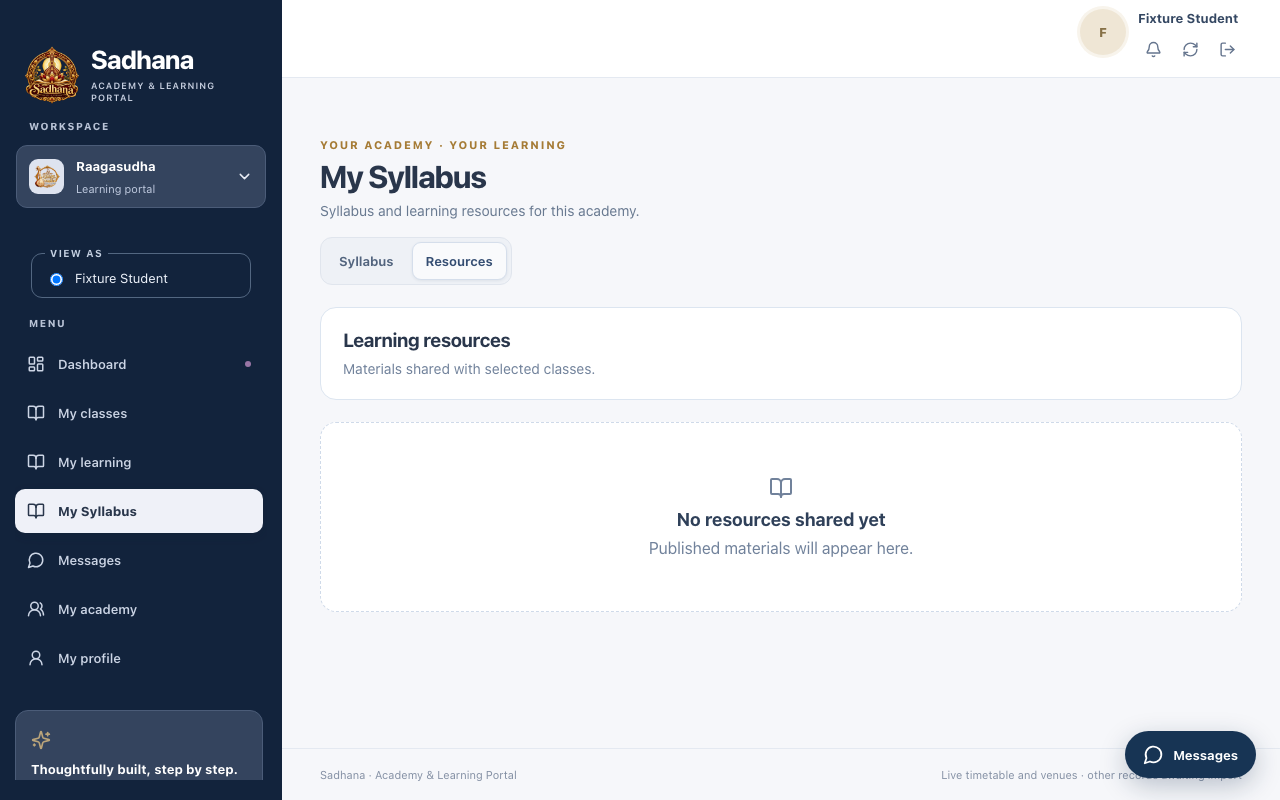 Sadhana
ACADEMY & LEARNING
PORTAL
Sadhana
WORKSPACE
Raagasudha
Learning portal
VIEW AS
Fixture Student
MENU
Dashboard
My classes
My learning
My Syllabus
Messages
My academy
My profile
Thoughtfully built, step by step.
F
Fixture Student
YOUR ACADEMY · YOUR LEARNING
My Syllabus
Syllabus and learning resources for this academy.
Syllabus
Resources
Learning resources
Materials shared with selected classes.
No resources shared yet
Published materials will appear here.
Sadhana · Academy & Learning Portal
Live timetable and venues · other
Messages